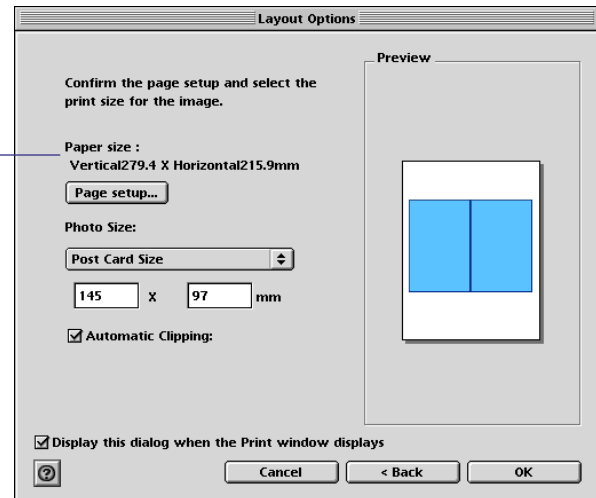 Layout Options
Confirm the page setup and select the
print size for the image.
Paper size :
Vertical279.4 X Horizontal215.9mm
Page setup...
Photo Size:
Post Card Size
145 X 97 mm
Automatic Clipping:
Preview
Display this dialog when the Print window displays
?
Cancel
< Back
OK